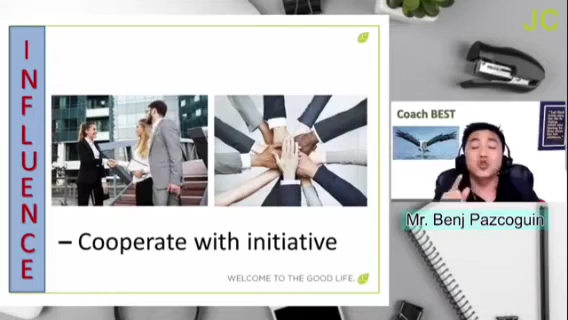 JC
INFLUENCE
– Cooperate with initiative
WELCOME TO THE GOOD LIFE.
Coach BEST
Mr. Benj Pazcoguin